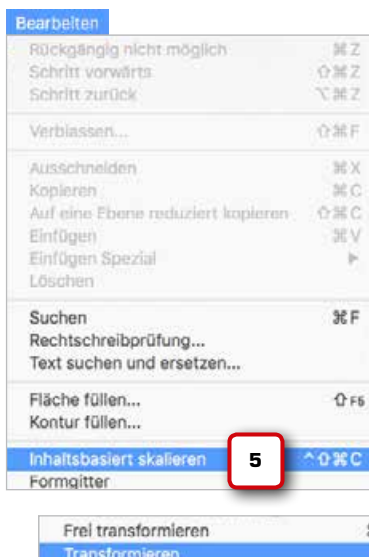 Bearbeiten
Rückgängig nicht möglich ⌘Z
Schritt vorwärts ⇧⌘Z
Schritt zurück ⌥⌘Z
Verblassen... ⇧⌘F
Ausschneiden ⌘X
Kopieren ⌘C
Auf eine Ebene reduziert kopieren ⇧⌘C
Einfügen ⌘V
Einfügen Spezial ▶
Löschen
Suchen ⌘F
Rechtschreibprüfung...
Text suchen und ersetzen...
Fläche füllen... ⇧F5
Kontur füllen...
Inhaltsbasiert skalieren 5 ^⇧⌘C
Formgitter
Frei transformieren
Transformieren